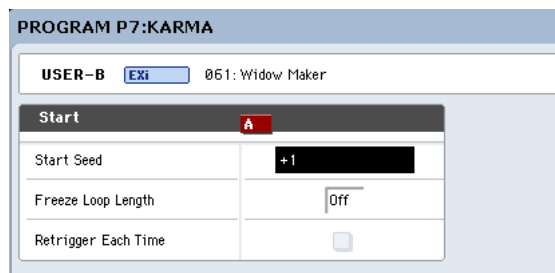 PROGRAM P7:KARMA
USER-B EXi 061: Widow Maker
Start A
Start Seed +1
Freeze Loop Length Off
Retrigger Each Time